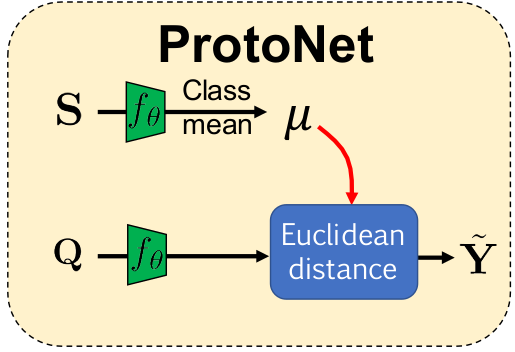 ProtoNet
S
fθ
Class
mean
μ
Q
fθ
Euclidean
distance
Ỹ